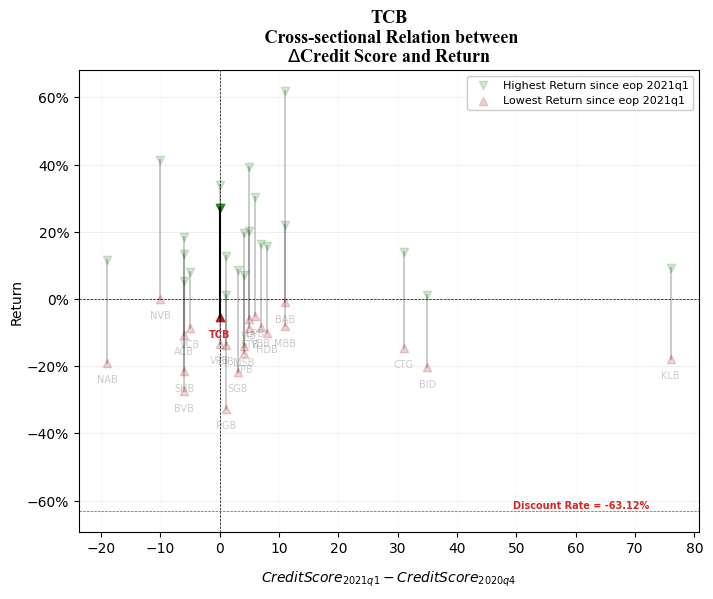 TCB
Cross-sectional Relation between
ΔCredit Score and Return
Highest Return since eop 2021q1
Lowest Return since eop 2021q1
Return
60%
40%
20%
0%
−20%
−40%
−60%
NAB
NVB
ACB
SHB
BVB
TCB
PGB
SGB
BAB
MBB
HDB
CTG
BID
KLB
Discount Rate = -63.12%
−20 −10 0 10 20 30 40 50 60 70 80
CreditScore2021q1 − CreditScore2020q4